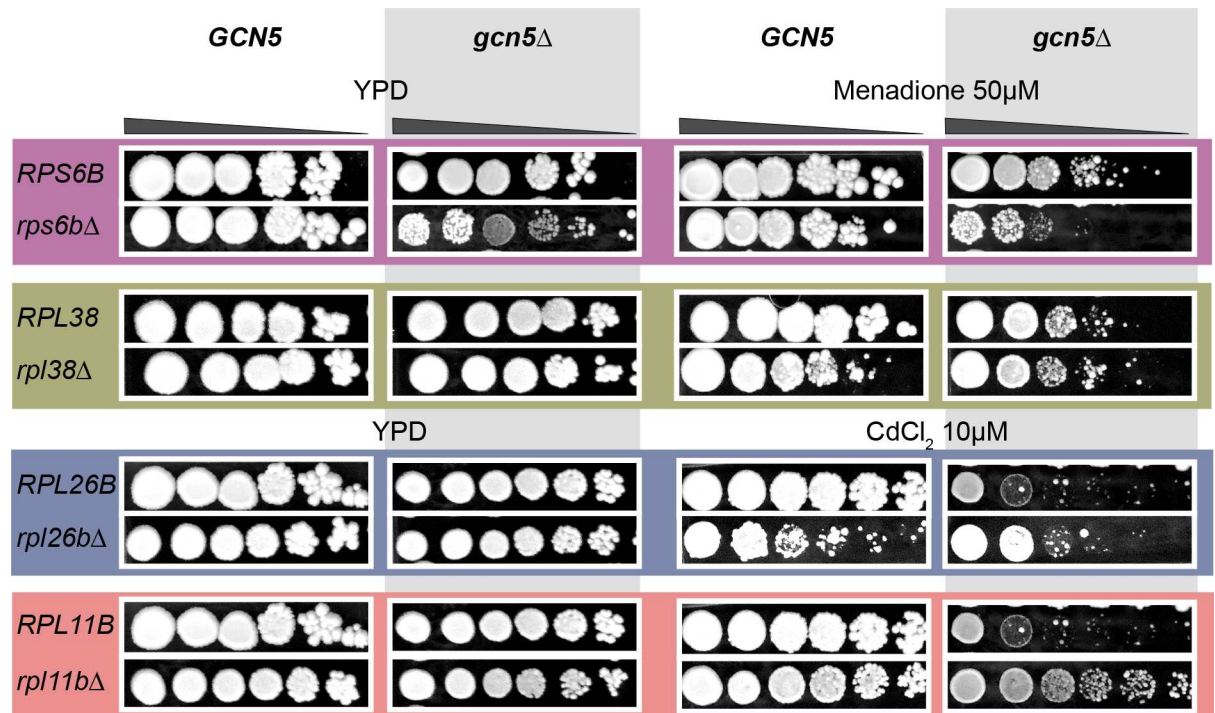 GCN5 gcn5Δ GCN5 gcn5Δ
YPD Menadione 50µM
RPS6B
rps6bΔ
RPL38
rpl38Δ
YPD CdCl₂ 10µM
RPL26B
rpl26bΔ
RPL11B
rpl11bΔ